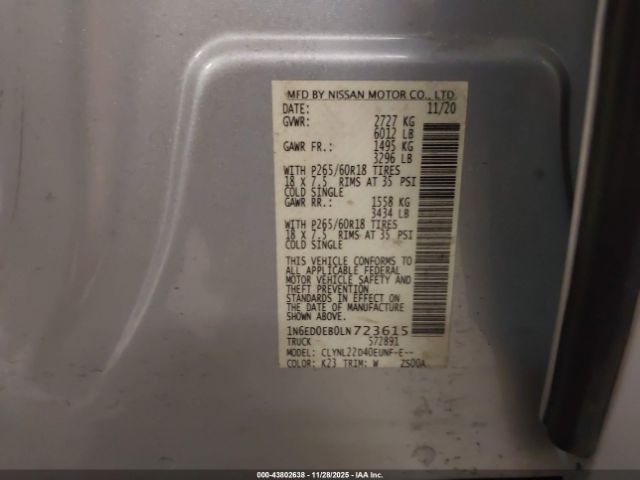 MFD BY NISSAN MOTOR CO., LTD.
DATE: 11/20
GVWR: 2727 KG
6012 LB
GAWR FR.: 1495 KG
3296 LB
WITH P265/60R18 TIRES
18 X 7.5 RIMS AT 35 PSI
COLD SINGLE
GAWR RR.: 1558 KG
3434 LB
WITH P265/60R18 TIRES
18 X 7.5 RIMS AT 35 PSI
COLD SINGLE
THIS VEHICLE CONFORMS TO
ALL APPLICABLE FEDERAL
MOTOR VEHICLE SAFETY AND
THEFT PREVENTION
STANDARDS IN EFFECT ON
THE DATE OF MANUFACTURE
SHOWN ABOVE.
1N6ED0EB0LN723615
TRUCK 572891
MODEL: CLYNL22D40EUNF-E--
COLOR: K23 TRIM: W 2S00A
000-43802638 - 11/28/2025 - IAA Inc.